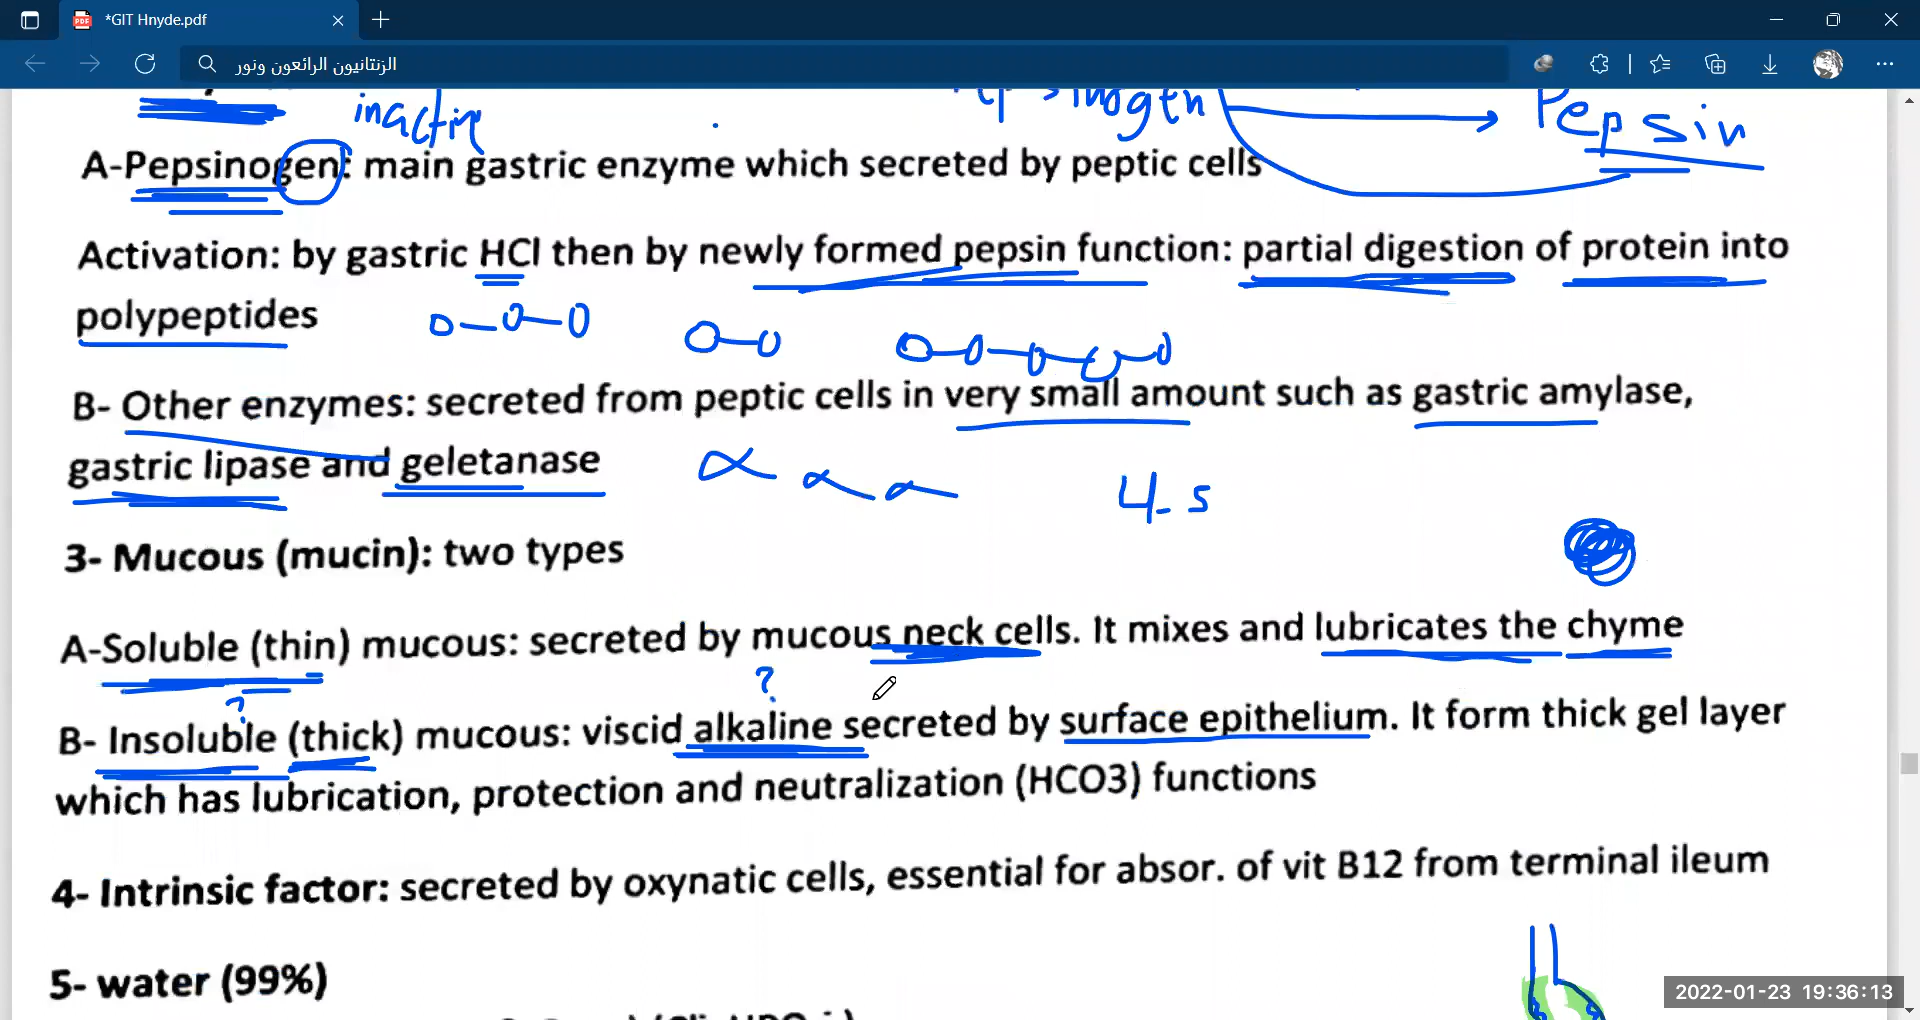 *GIT Hnyde.pdf
الزنتانيون الرائعون ونور
inactive
Pepsin
A-Pepsinogen: main gastric enzyme which secreted by peptic cells
Activation: by gastric HCl then by newly formed pepsin function: partial digestion of protein into
polypeptides
B- Other enzymes: secreted from peptic cells in very small amount such as gastric amylase,
gastric lipase and geletanase
4-5
3- Mucous (mucin): two types
A-Soluble (thin) mucous: secreted by mucous neck cells. It mixes and lubricates the chyme
? ?
B- Insoluble (thick) mucous: viscid alkaline secreted by surface epithelium. It form thick gel layer
which has lubrication, protection and neutralization (HCO3) functions
4- Intrinsic factor: secreted by oxynatic cells, essential for absor. of vit B12 from terminal ileum
5- water (99%)
2022-01-23 19:36:13